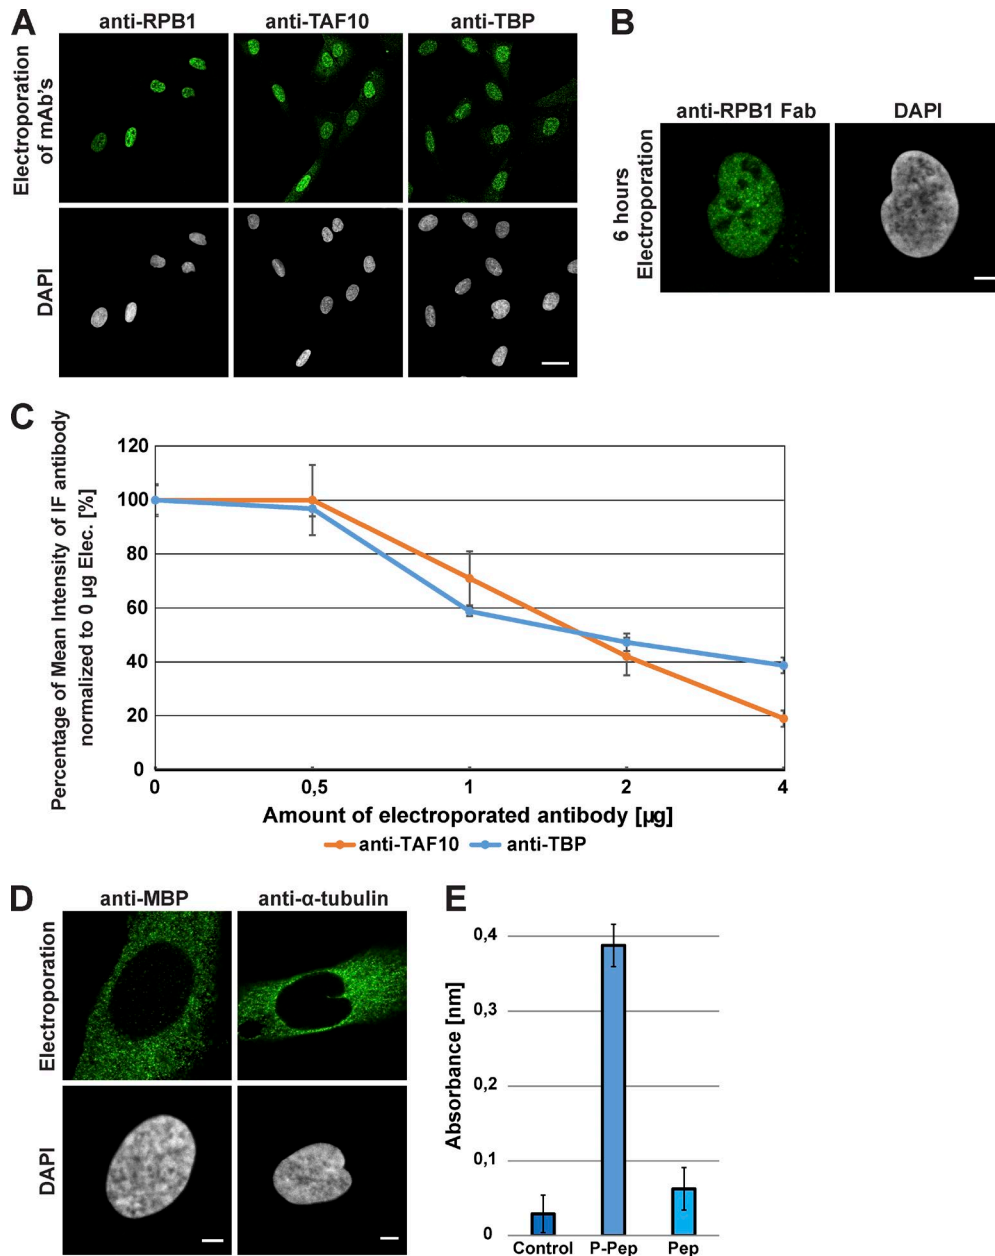 A
anti-RPB1 anti-TAF10 anti-TBP
Electroporation
of mAb's
DAPI
B
anti-RPB1 Fab DAPI
6 hours
Electroporation
C
Percentage of Mean Intensity of IF antibody
normalized to 0 µg Elec. [%]
120
100
80
60
40
20
0
0 0,5 1 2 4
Amount of electroporated antibody [µg]
anti-TAF10 anti-TBP
D
anti-MBP anti-α-tubulin
Electroporation
DAPI
E
Absorbance [nm]
0,4
0,3
0,2
0,1
0
Control P-Pep Pep